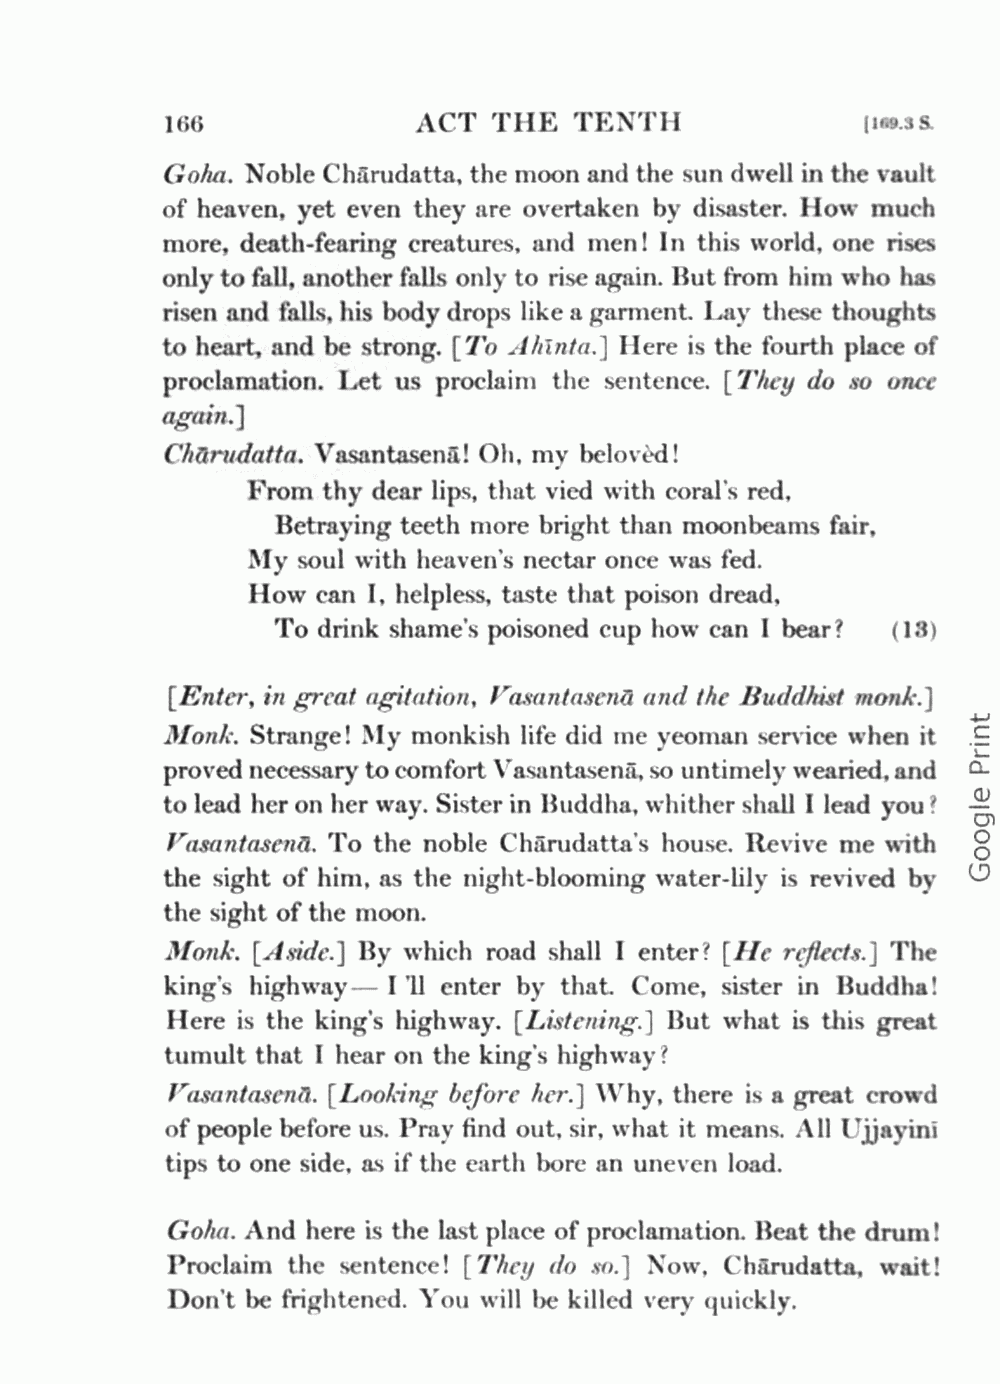 166 ACT THE TENTH [169.3 S.
Goha. Noble Chārudatta, the moon and the sun dwell in the vault
of heaven, yet even they are overtaken by disaster. How much
more, death-fearing creatures, and men! In this world, one rises
only to fall, another falls only to rise again. But from him who has
risen and falls, his body drops like a garment. Lay these thoughts
to heart, and be strong. [To Ahīnta.] Here is the fourth place of
proclamation. Let us proclaim the sentence. [They do so once
again.]
Chārudatta. Vasantasenā! Oh, my belovèd!
From thy dear lips, that vied with coral's red,
Betraying teeth more bright than moonbeams fair,
My soul with heaven's nectar once was fed.
How can I, helpless, taste that poison dread,
To drink shame's poisoned cup how can I bear? (13)
[Enter, in great agitation, Vasantasenā and the Buddhist monk.]
Monk. Strange! My monkish life did me yeoman service when it
proved necessary to comfort Vasantasenā, so untimely wearied, and
to lead her on her way. Sister in Buddha, whither shall I lead you?
Vasantasenā. To the noble Chārudatta's house. Revive me with
the sight of him, as the night-blooming water-lily is revived by
the sight of the moon.
Monk. [Aside.] By which road shall I enter? [He reflects.] The
king's highway— I 'll enter by that. Come, sister in Buddha!
Here is the king's highway. [Listening.] But what is this great
tumult that I hear on the king's highway?
Vasantasenā. [Looking before her.] Why, there is a great crowd
of people before us. Pray find out, sir, what it means. All Ujjayinī
tips to one side, as if the earth bore an uneven load.
Goha. And here is the last place of proclamation. Beat the drum!
Proclaim the sentence! [They do so.] Now, Chārudatta, wait!
Don't be frightened. You will be killed very quickly.
Google Print